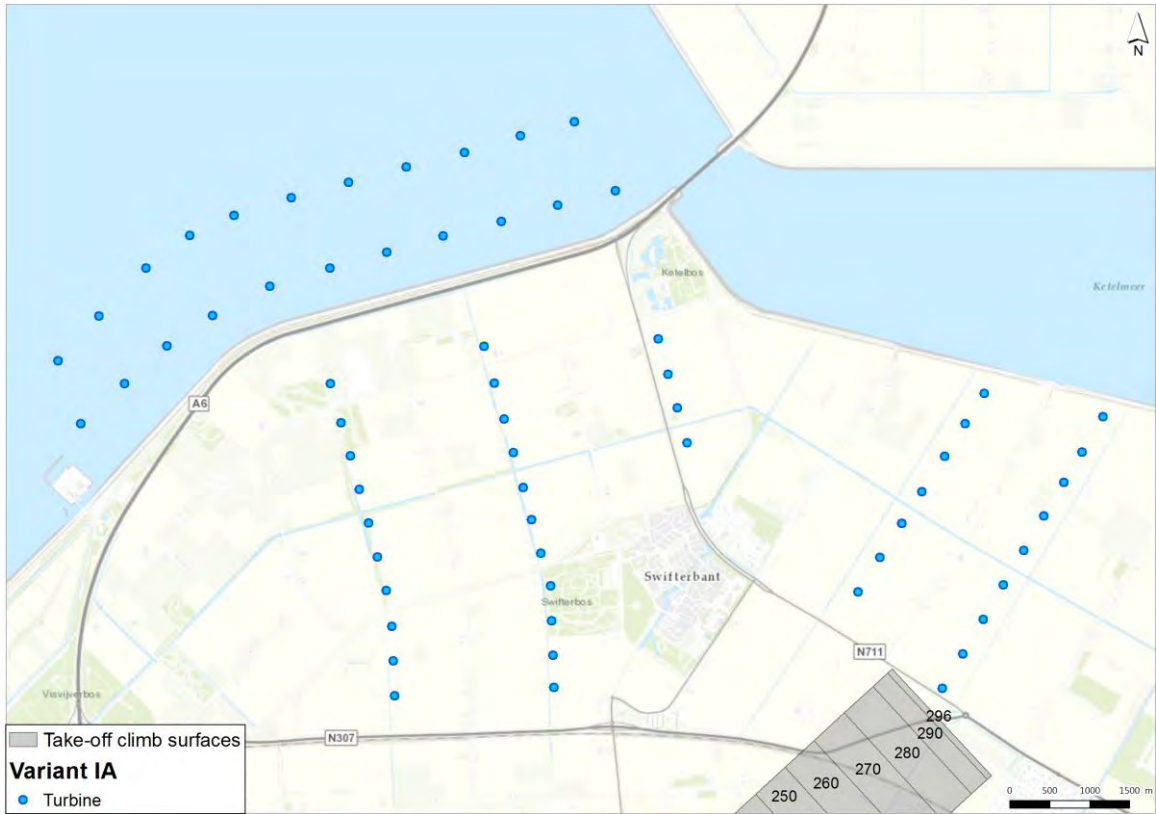 N
Ketelbos
Ketelmeer
A6
Swifterbant
Swifterbos
N711
Visvijverbos
296
290
280
270
260
250
N307
Take-off climb surfaces
Variant IA
Turbine
0 500 1000 1500 m